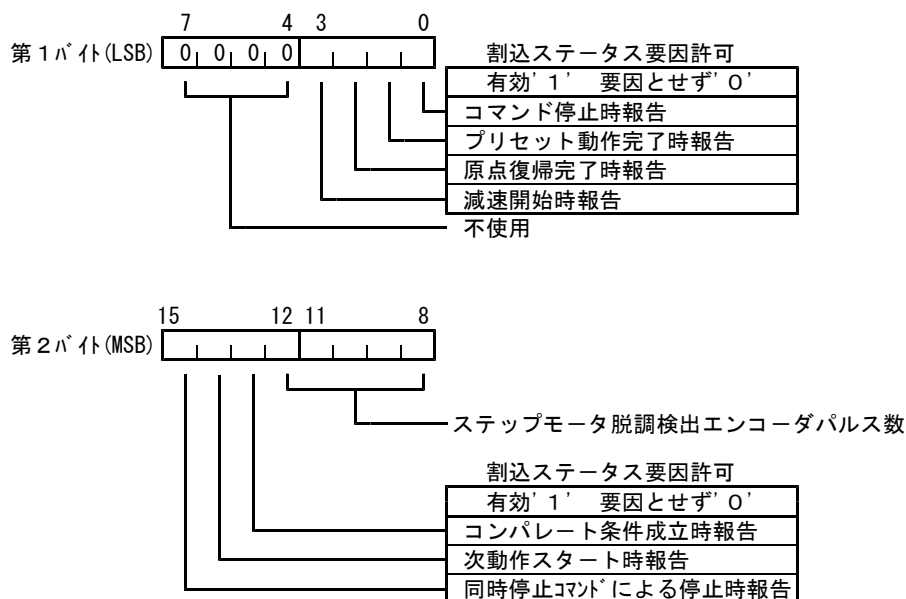 7 4 3 0
第1ﾊﾞｲﾄ(LSB) 0 0 0 0
割込ステータス要因許可
有効'1' 要因とせず'0'
コマンド停止時報告
プリセット動作完了時報告
原点復帰完了時報告
減速開始時報告
不使用
15 12 11 8
第2ﾊﾞｲﾄ(MSB)
ステップモータ脱調検出エンコーダパルス数
割込ステータス要因許可
有効'1' 要因とせず'0'
コンパレート条件成立時報告
次動作スタート時報告
同時停止ｺﾏﾝﾄﾞによる停止時報告